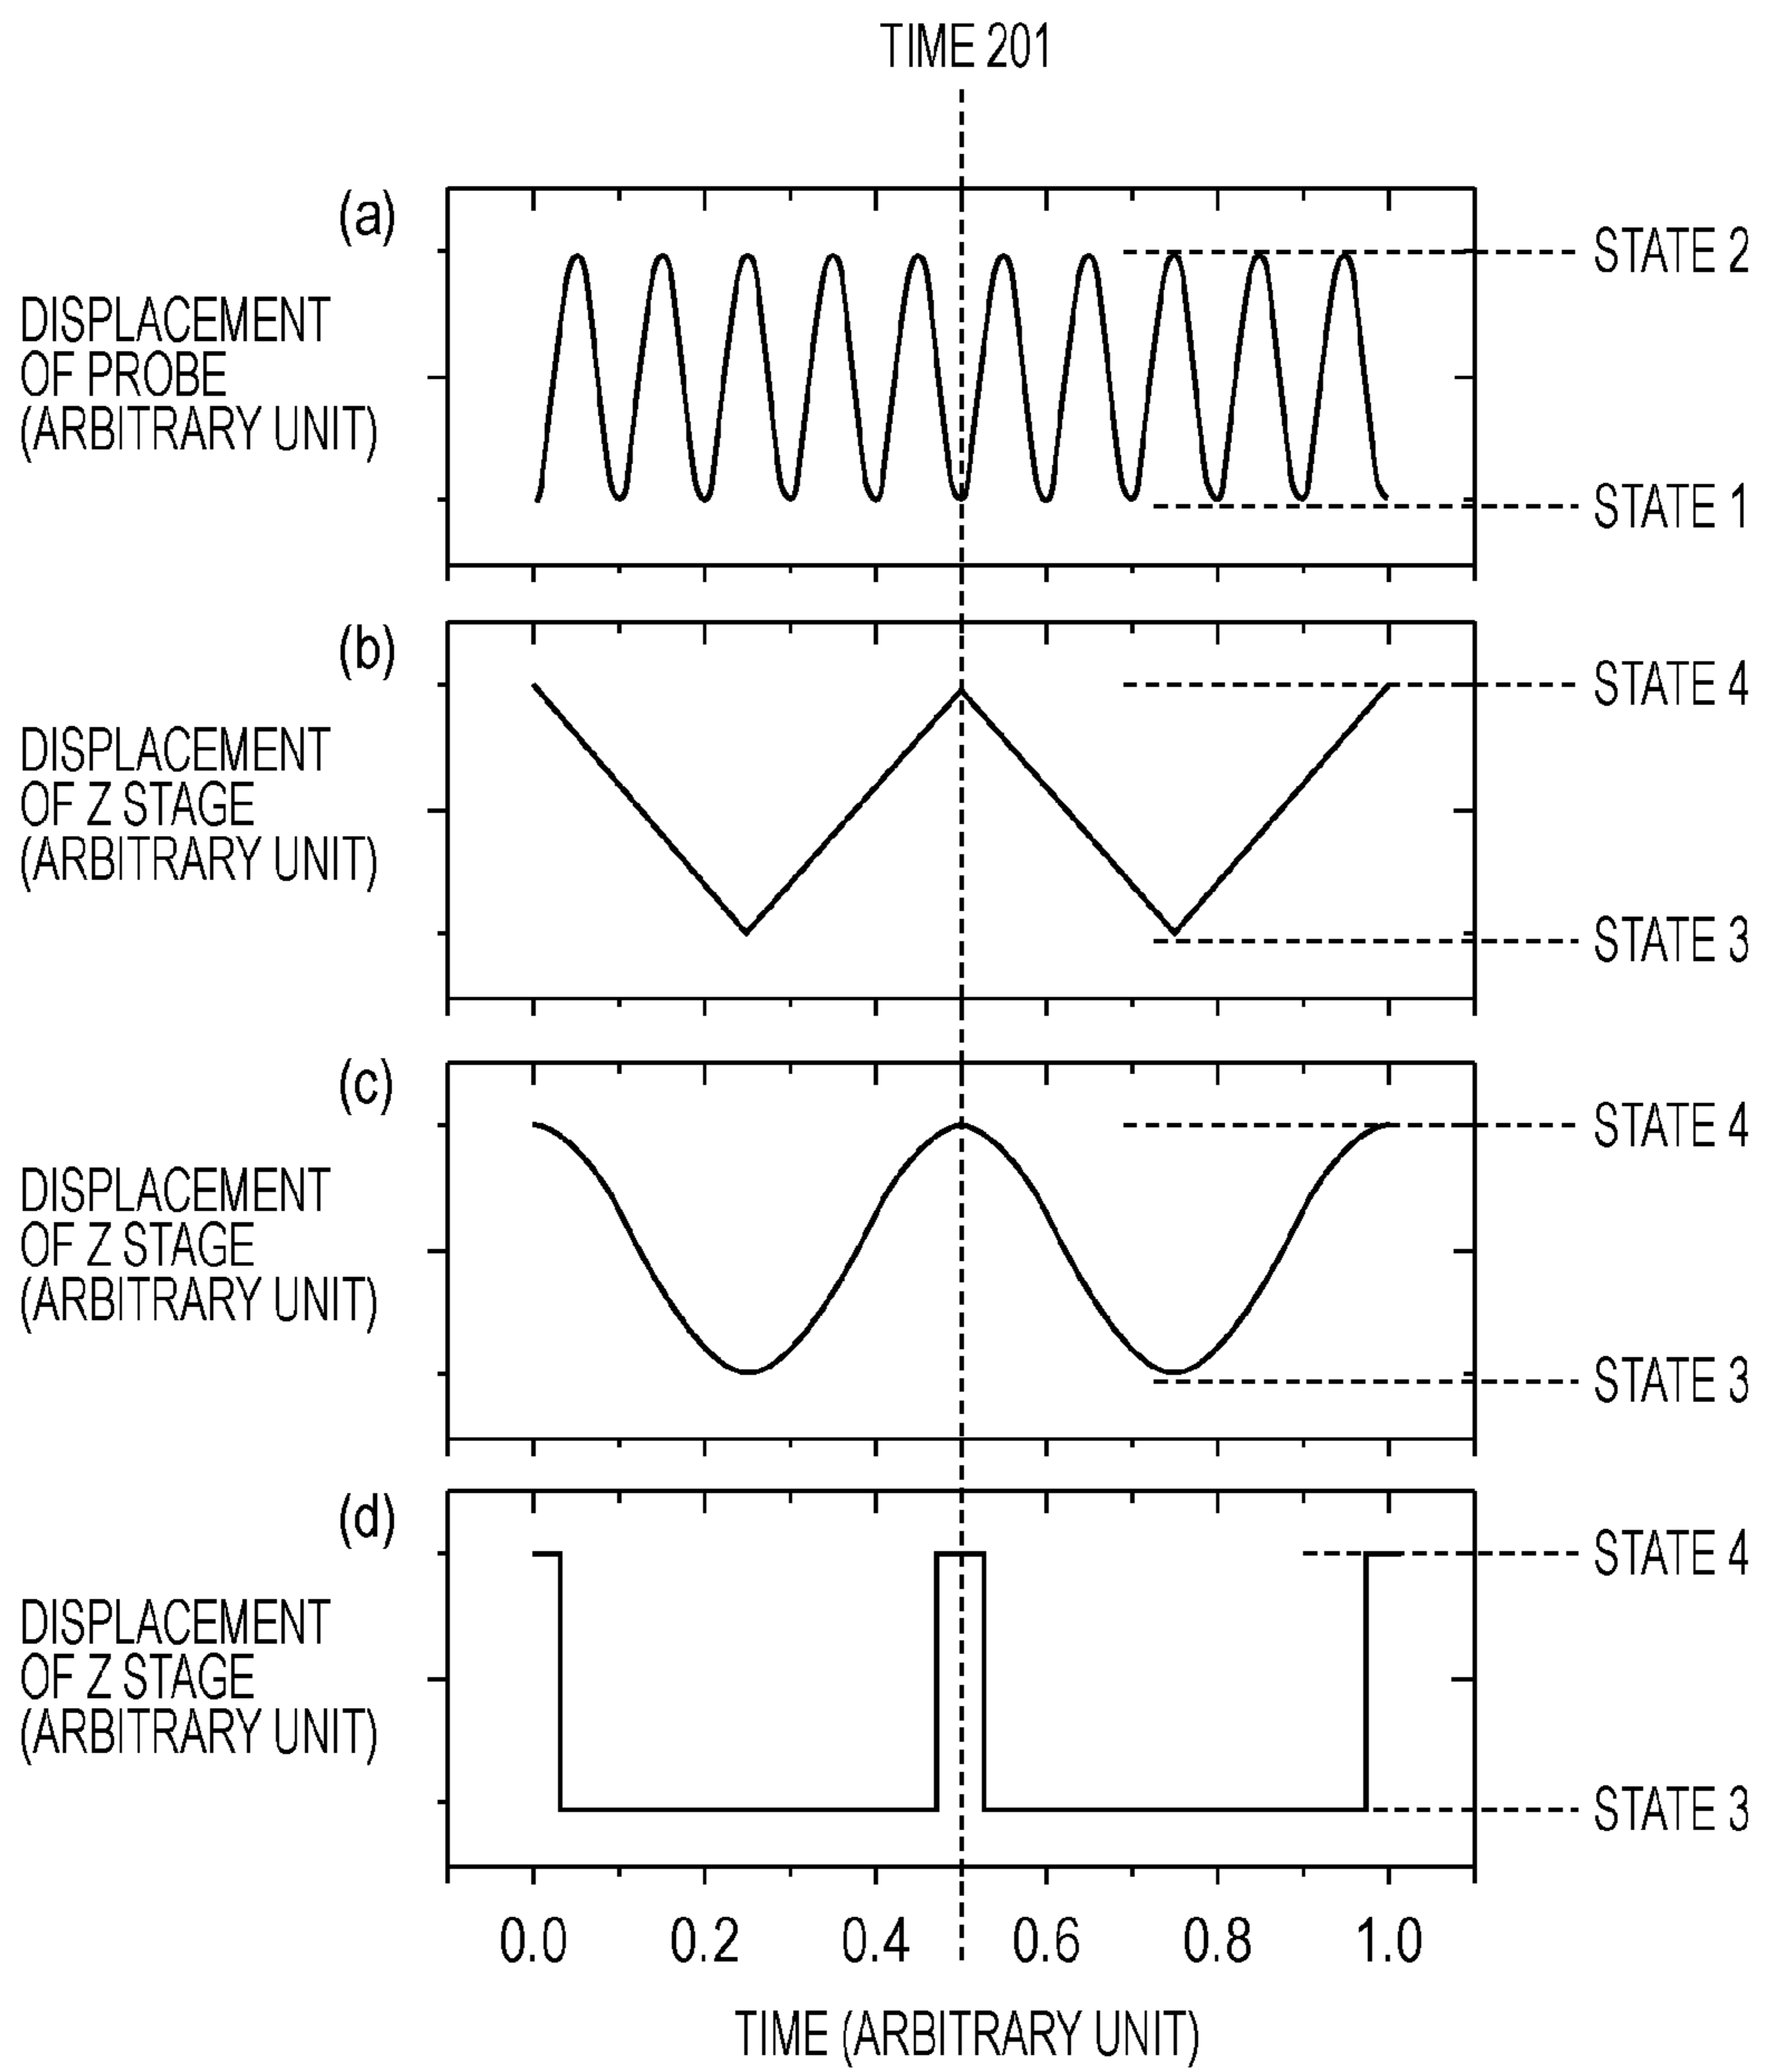 TIME 201
(a)
DISPLACEMENT
OF PROBE
(ARBITRARY UNIT)
STATE 2
STATE 1
(b)
DISPLACEMENT
OF Z STAGE
(ARBITRARY UNIT)
STATE 4
STATE 3
(c)
DISPLACEMENT
OF Z STAGE
(ARBITRARY UNIT)
STATE 4
STATE 3
(d)
DISPLACEMENT
OF Z STAGE
(ARBITRARY UNIT)
STATE 4
STATE 3
0.0 0.2 0.4 0.6 0.8 1.0
TIME (ARBITRARY UNIT)